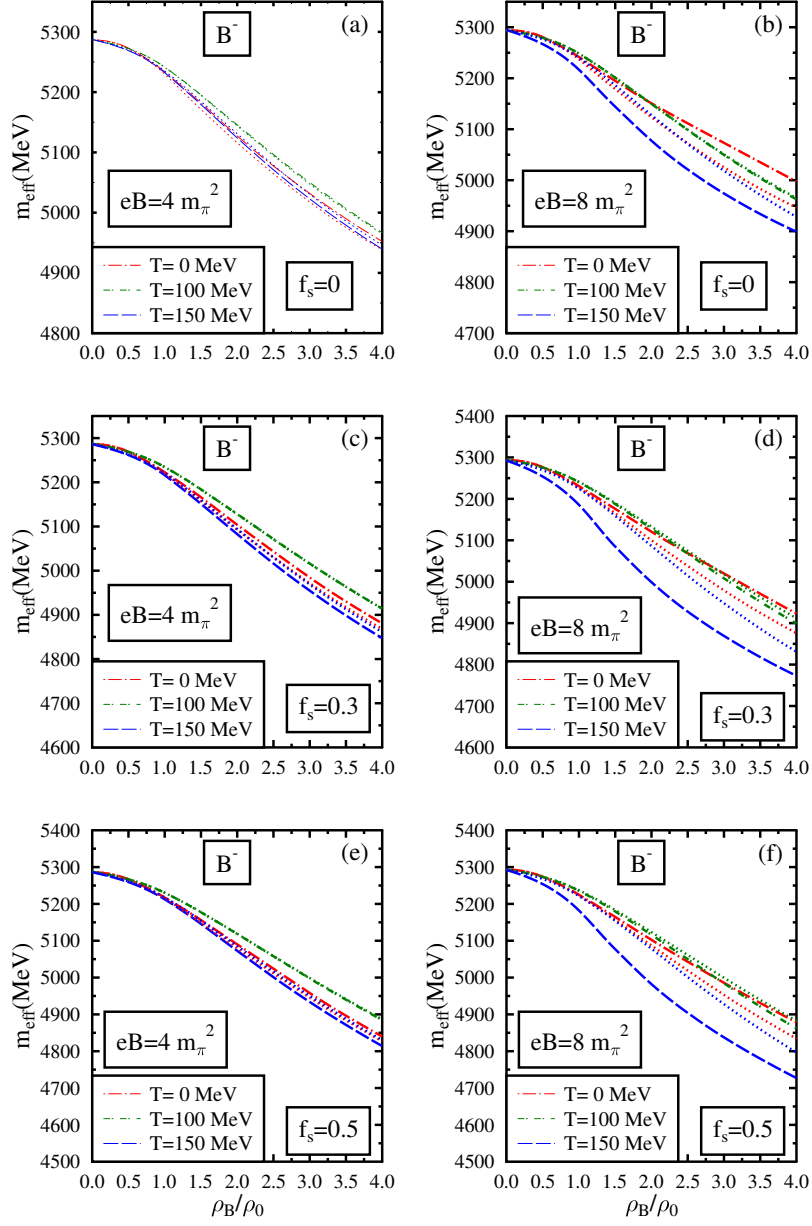 (a)
B⁻
m_eff(MeV)
5300
5200
5100
5000
4900
4800
eB=4 m_π²
T= 0 MeV
T=100 MeV
T=150 MeV
f_s=0
0.0 0.5 1.0 1.5 2.0 2.5 3.0 3.5 4.0
(b)
B⁻
m_eff(MeV)
5300
5200
5100
5000
4900
4800
4700
eB=8 m_π²
T= 0 MeV
T=100 MeV
T=150 MeV
f_s=0
0.0 0.5 1.0 1.5 2.0 2.5 3.0 3.5 4.0
(c)
B⁻
m_eff(MeV)
5300
5200
5100
5000
4900
4800
4700
4600
eB=4 m_π²
T= 0 MeV
T=100 MeV
T=150 MeV
f_s=0.3
0.0 0.5 1.0 1.5 2.0 2.5 3.0 3.5 4.0
(d)
B⁻
m_eff(MeV)
5400
5300
5200
5100
5000
4900
4800
4700
4600
eB=8 m_π²
T= 0 MeV
T=100 MeV
T=150 MeV
f_s=0.3
0.0 0.5 1.0 1.5 2.0 2.5 3.0 3.5 4.0
(e)
B⁻
m_eff(MeV)
5400
5300
5200
5100
5000
4900
4800
4700
4600
4500
eB=4 m_π²
T= 0 MeV
T=100 MeV
T=150 MeV
f_s=0.5
0.0 0.5 1.0 1.5 2.0 2.5 3.0 3.5 4.0
ρ_B/ρ_0
(f)
B⁻
m_eff(MeV)
5400
5300
5200
5100
5000
4900
4800
4700
4600
4500
eB=8 m_π²
T= 0 MeV
T=100 MeV
T=150 MeV
f_s=0.5
0.0 0.5 1.0 1.5 2.0 2.5 3.0 3.5 4.0
ρ_B/ρ_0